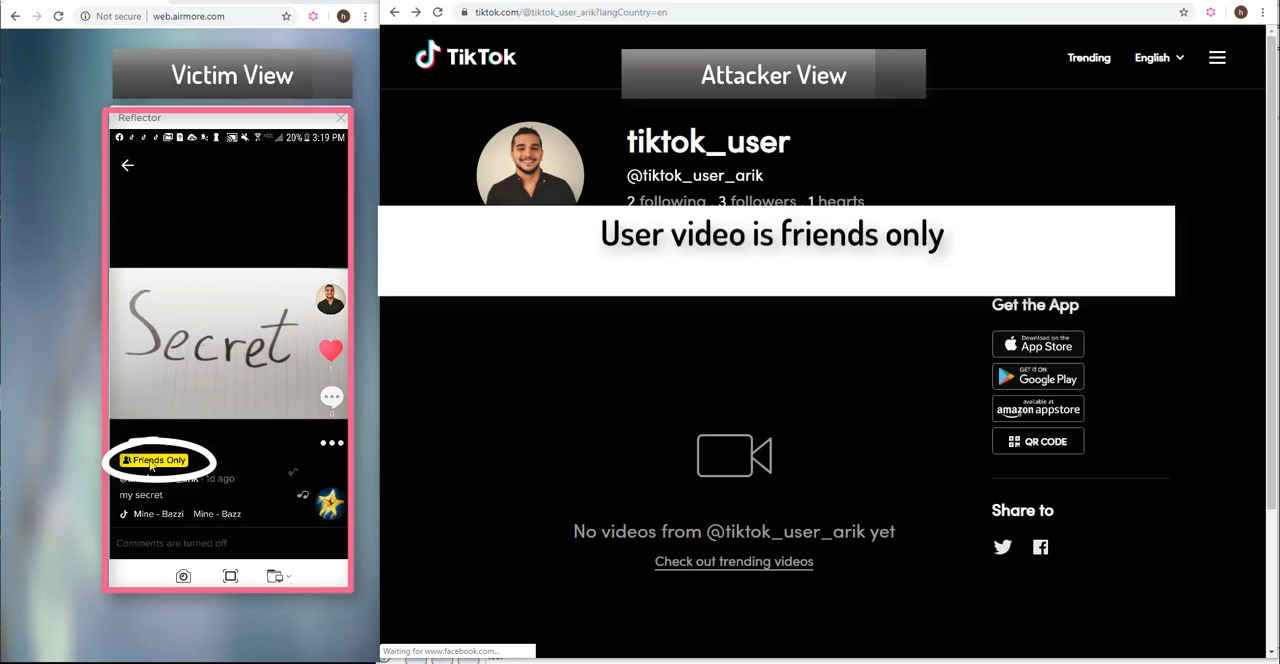 Not secure | web.airmore.com
tiktok.com/@tiktok_user_arik?langCountry=en
Victim View
Reflector
20% 3:19 PM
Secret
1
0
Friends Only
1d ago
my secret
Mine - Bazzi Mine - Bazz
Comments are turned off
TikTok
Attacker View
Trending
English
tiktok_user
@tiktok_user_arik
2 following . 3 followers . 1 hearts
User video is friends only
Get the App
Download on the
App Store
GET IT ON
Google Play
available at
amazon appstore
QR CODE
No videos from @tiktok_user_arik yet
Check out trending videos
Share to
Waiting for www.facebook.com...